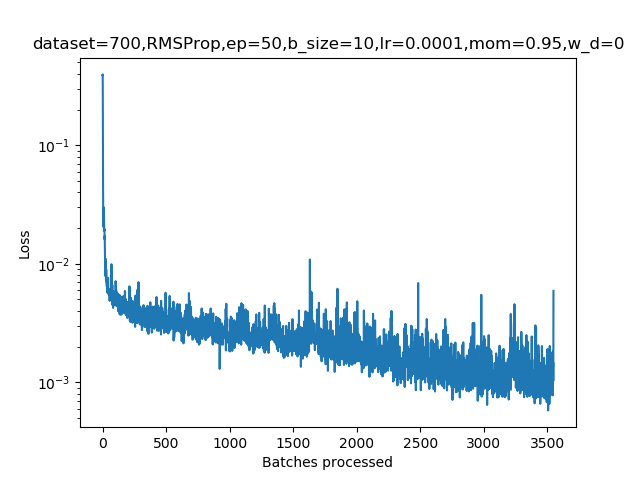 dataset=700,RMSProp,ep=50,b_size=10,lr=0.0001,mom=0.95,w_d=0
10⁻¹
10⁻²
10⁻³
Loss
0 500 1000 1500 2000 2500 3000 3500
Batches processed